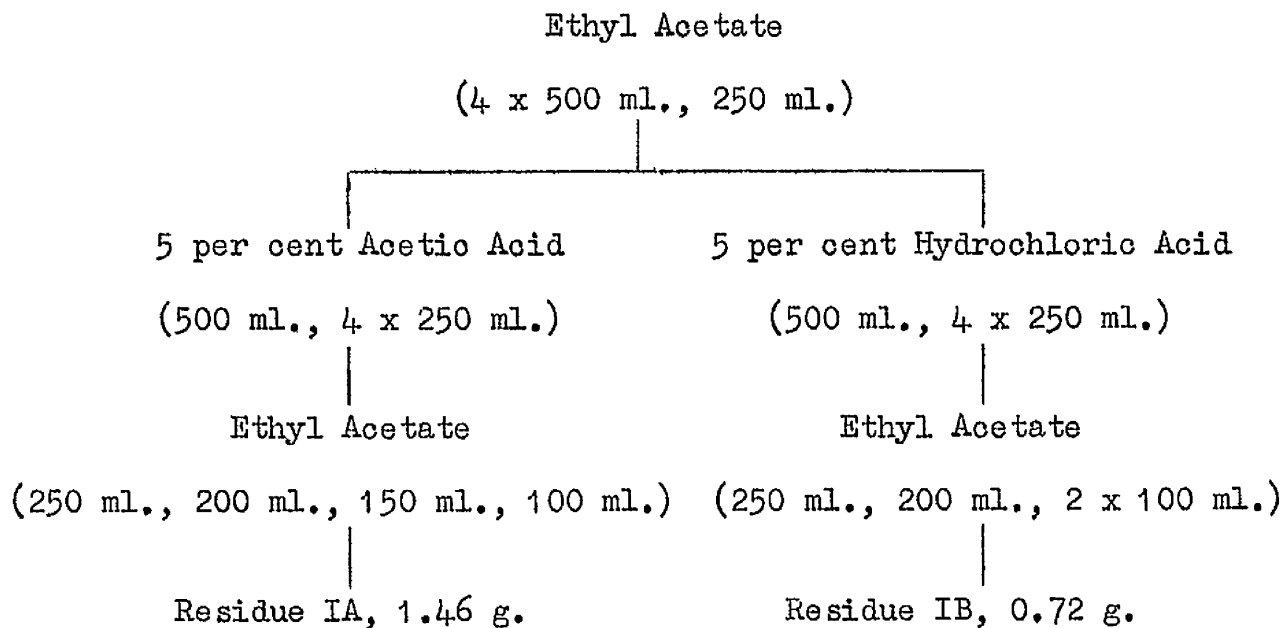 Ethyl Acetate
(4 x 500 ml., 250 ml.)
5 per cent Acetic Acid 5 per cent Hydrochloric Acid
(500 ml., 4 x 250 ml.) (500 ml., 4 x 250 ml.)
Ethyl Acetate Ethyl Acetate
(250 ml., 200 ml., 150 ml., 100 ml.) (250 ml., 200 ml., 2 x 100 ml.)
Residue IA, 1.46 g. Residue IB, 0.72 g.